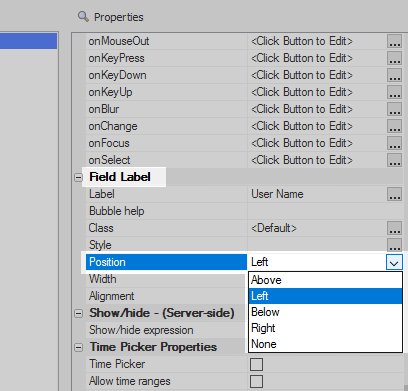 Properties
onMouseOut <Click Button to Edit> ...
onKeyPress <Click Button to Edit> ...
onKeyDown <Click Button to Edit> ...
onKeyUp <Click Button to Edit> ...
onBlur <Click Button to Edit> ...
onChange <Click Button to Edit> ...
onFocus <Click Button to Edit> ...
onSelect <Click Button to Edit> ...
Field Label
Label User Name ...
Bubble help
Class <Default> ...
Style ...
Position Left
Width Above
Alignment Left
Show/hide - (Server-side) Below
Show/hide expression Right
Time Picker Properties None
Time Picker
Allow time ranges